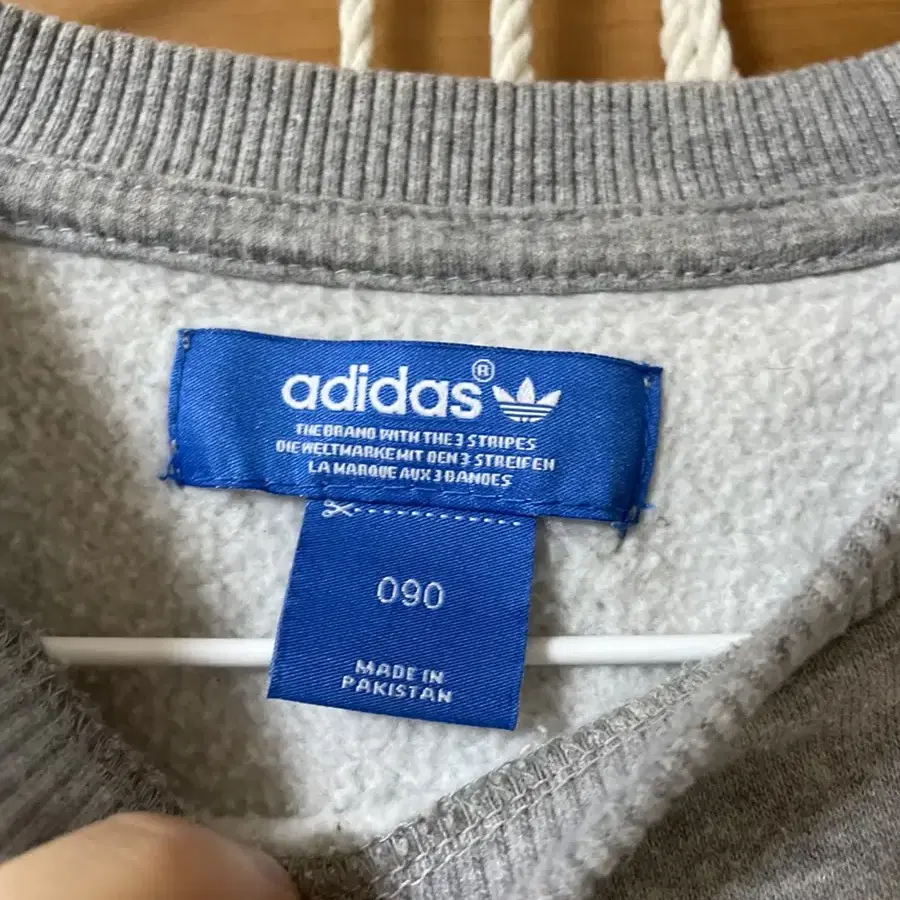 adidas®
THE BRAND WITH THE 3 STRIPES
DIE WELTMARKE MIT DEN 3 STREIFEN
LA MARQUE AUX 3 BANDES
090
MADE IN
PAKISTAN